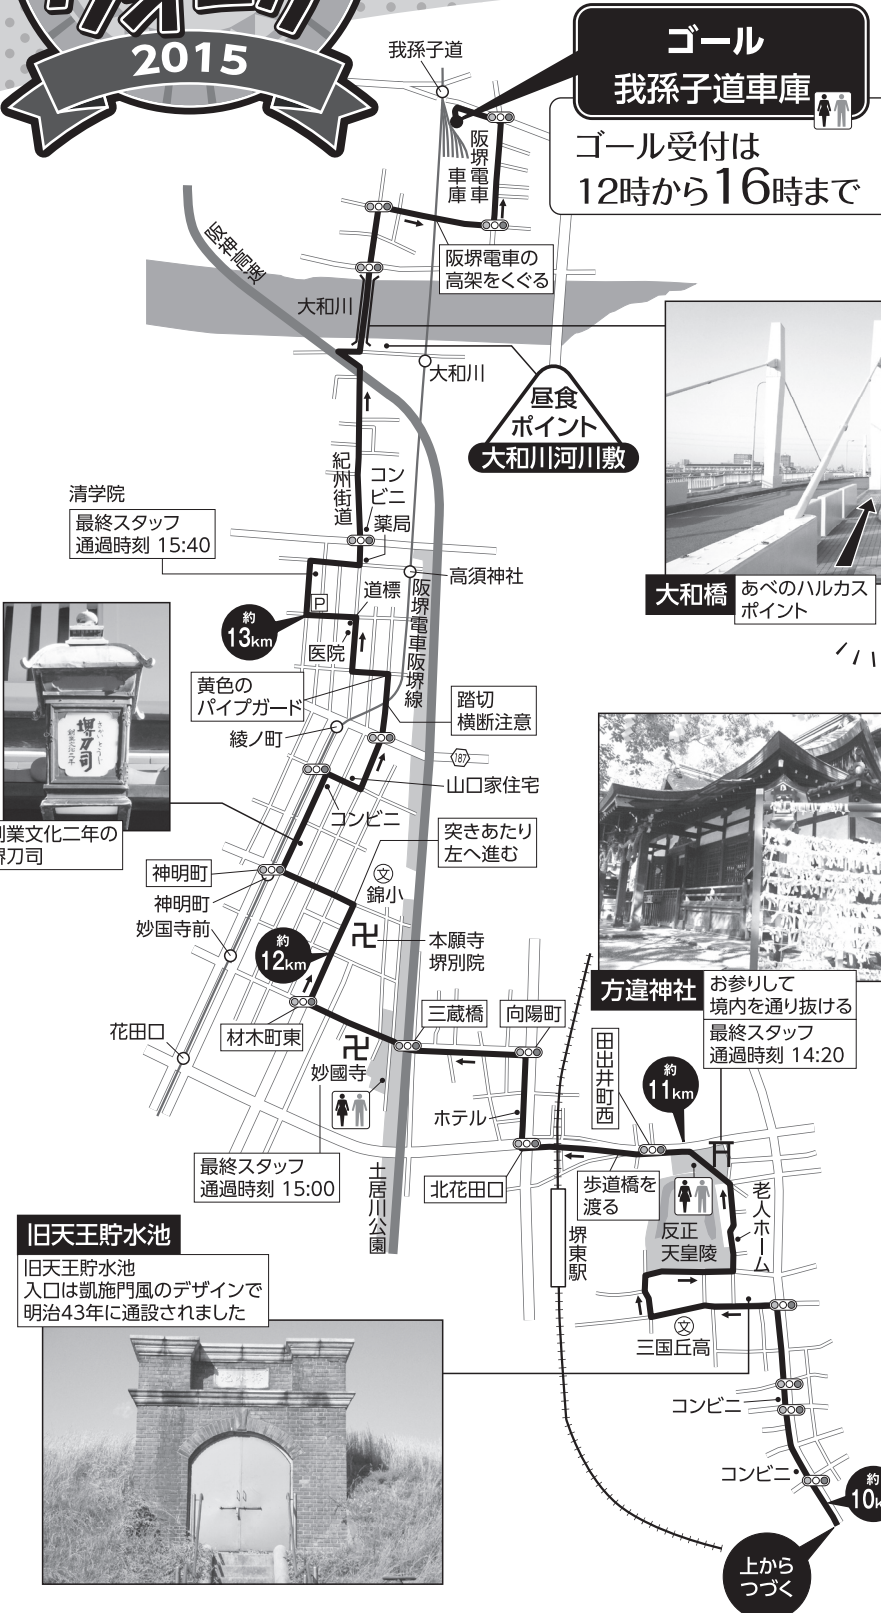 2015
ゴール
我孫子道車庫
ゴール受付は
12時から16時まで
我孫子道
阪堺電車
車庫
阪堺電車の
高架をくぐる
阪神高速
大和川
大和川
昼食
ポイント
大和川河川敷
紀州街道
コン
ビニ
薬局
清学院
最終スタッフ
通過時刻 15:40
高須神社
大和橋
あべのハルカス
ポイント
道標
P
約
13km
医院
阪堺電車阪堺線
黄色の
パイプガード
踏切
横断注意
綾ノ町
187
山口家住宅
コンビニ
堺刀司
創業文化二年の
堺刀司
突きあたり
左へ進む
神明町
神明町
文
錦小
妙国寺前
卍
本願寺
堺別院
約
12km
方違神社
お参りして
境内を通り抜ける
最終スタッフ
通過時刻 14:20
三蔵橋
向陽町
田出井町西
材木町東
花田口
卍
妙國寺
約
11km
ホテル
最終スタッフ
通過時刻 15:00
北花田口
歩道橋を
渡る
土居川公園
老人ホーム
反正
天皇陵
堺東駅
旧天王貯水池
旧天王貯水池
入口は凱施門風のデザインで
明治43年に通設されました
文
三国丘高
コンビニ
コンビニ
約
10k
上から
つづく